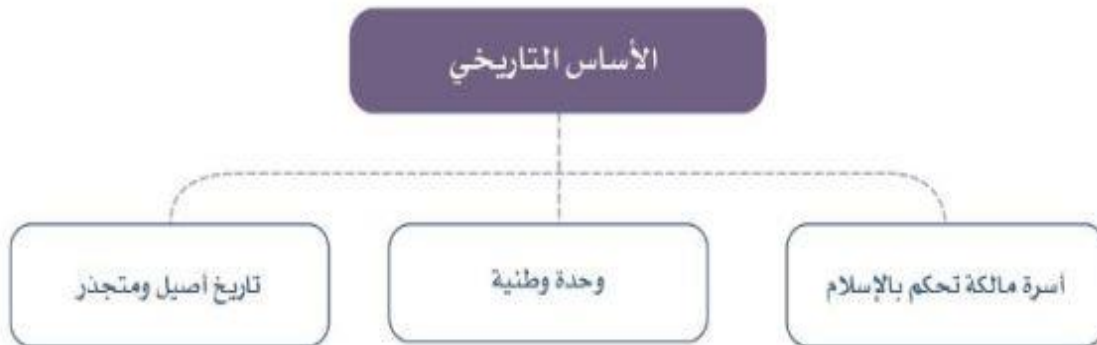 الأساس التاريخي
أسرة مالكة تحكم بالإسلام
وحدة وطنية
تاريخ أصيل ومتجذر